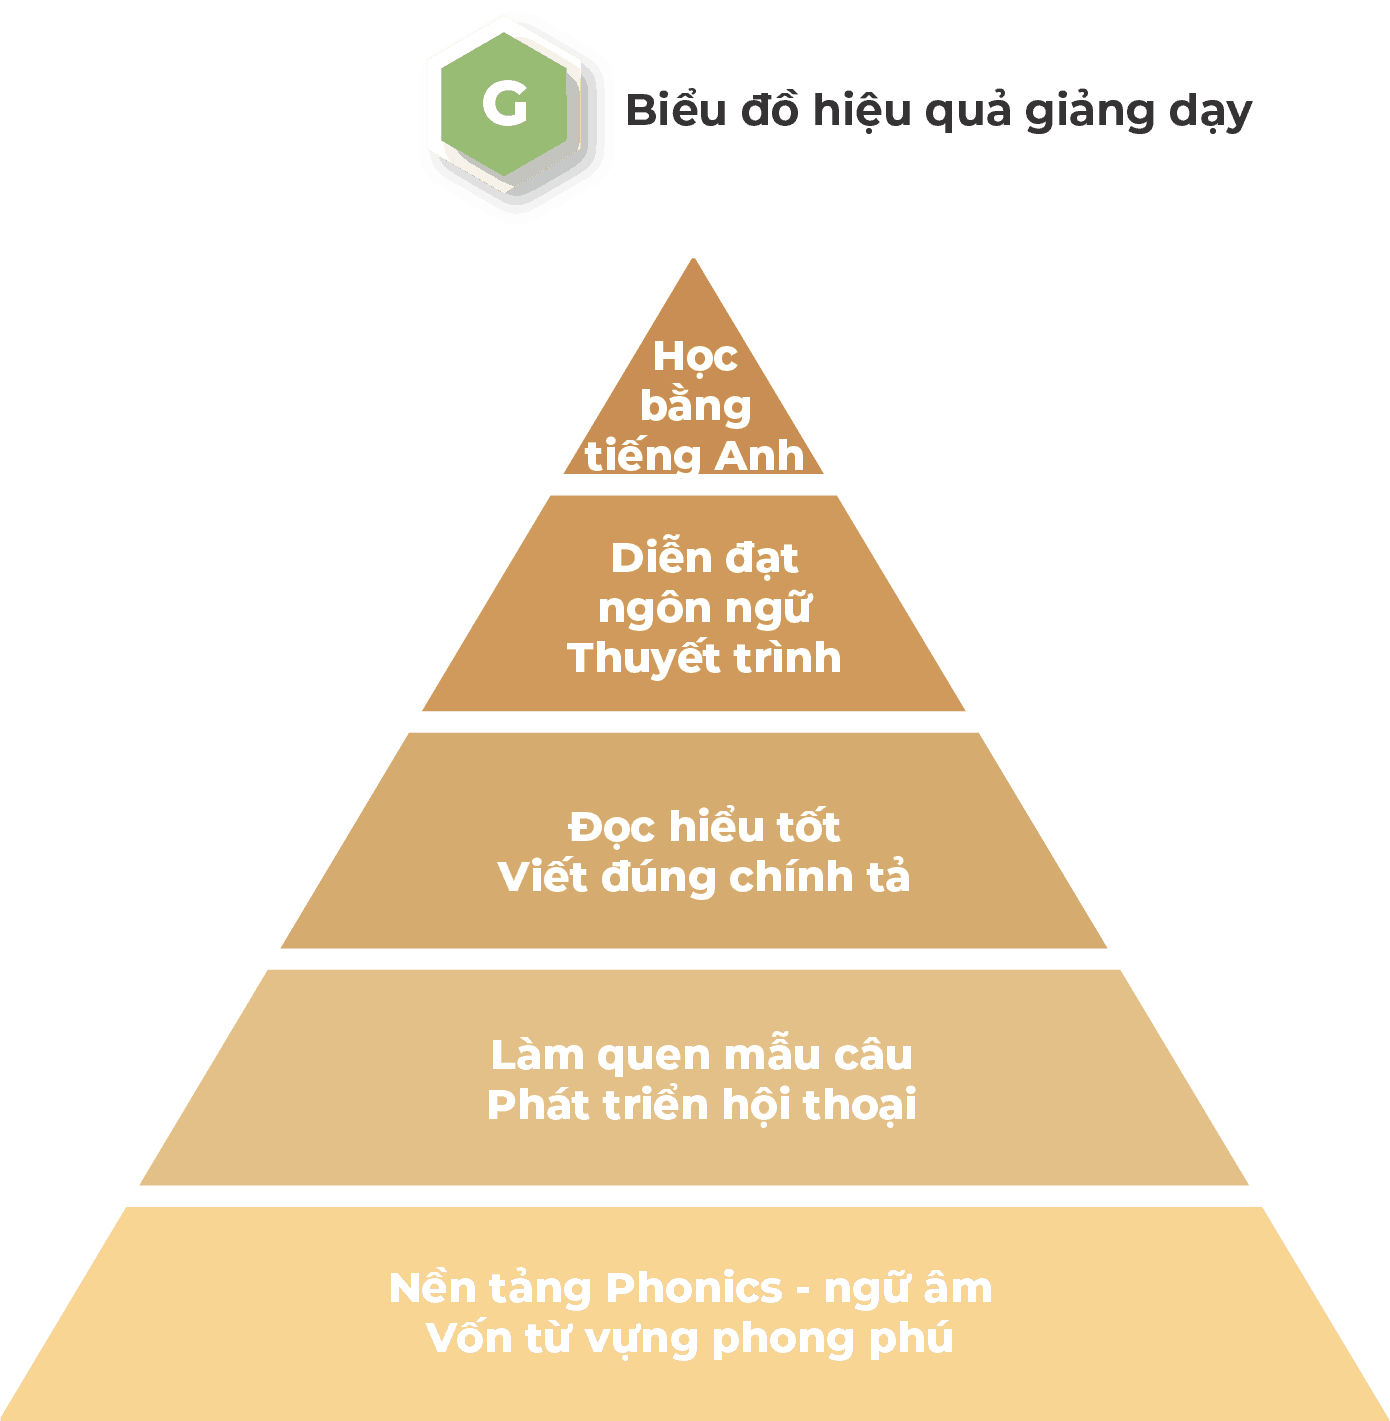 G
Biểu đồ hiệu quả giảng dạy
Học
bằng
tiếng Anh
Diễn đạt
ngôn ngữ
Thuyết trình
Đọc hiểu tốt
Viết đúng chính tả
Làm quen mẫu câu
Phát triển hội thoại
Nền tảng Phonics - ngữ âm
Vốn từ vựng phong phú